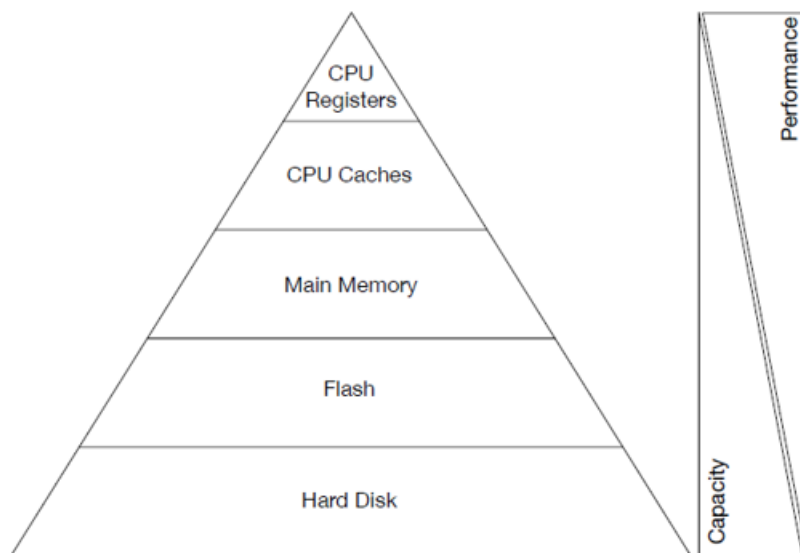 CPU
Registers
CPU Caches
Main Memory
Flash
Hard Disk
Performance
Capacity